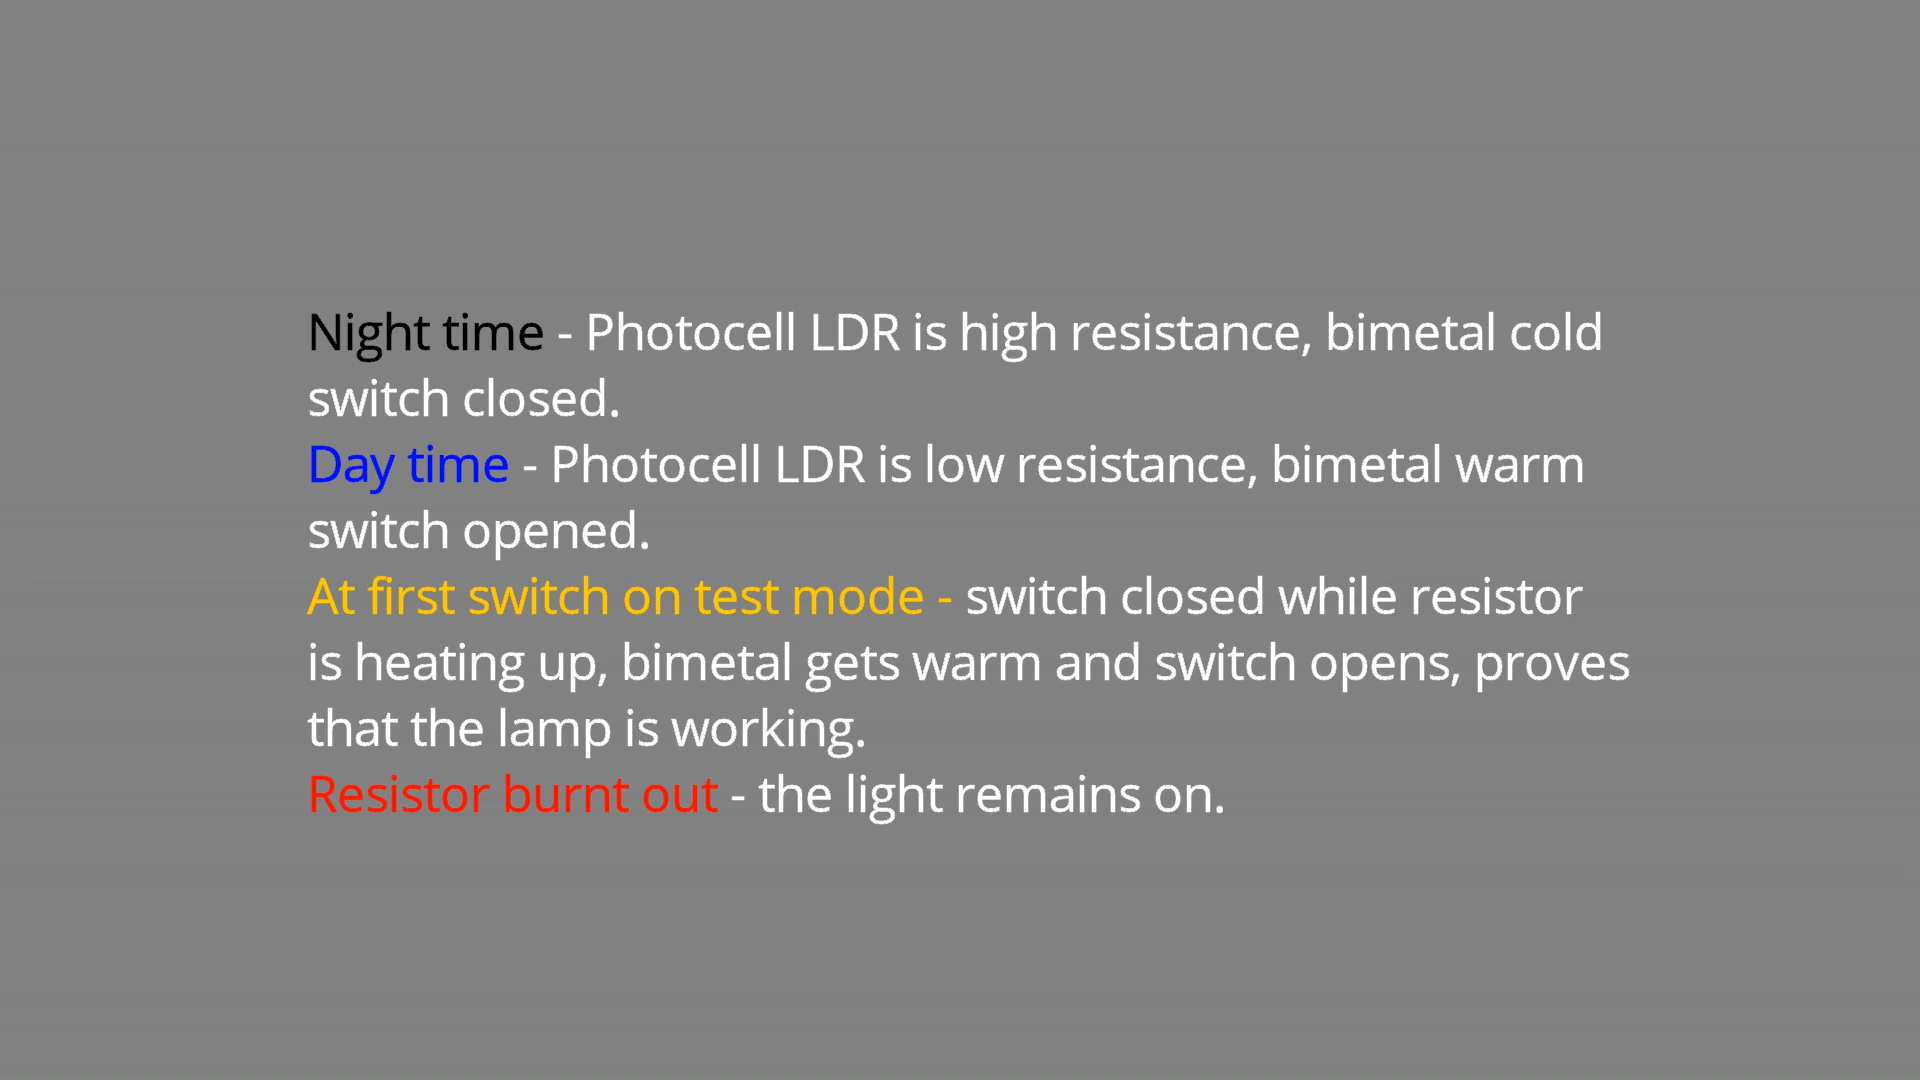 Night time - Photocell LDR is high resistance, bimetal cold
switch closed.
Day time - Photocell LDR is low resistance, bimetal warm
switch opened.
At first switch on test mode - switch closed while resistor
is heating up, bimetal gets warm and switch opens, proves
that the lamp is working.
Resistor burnt out - the light remains on.